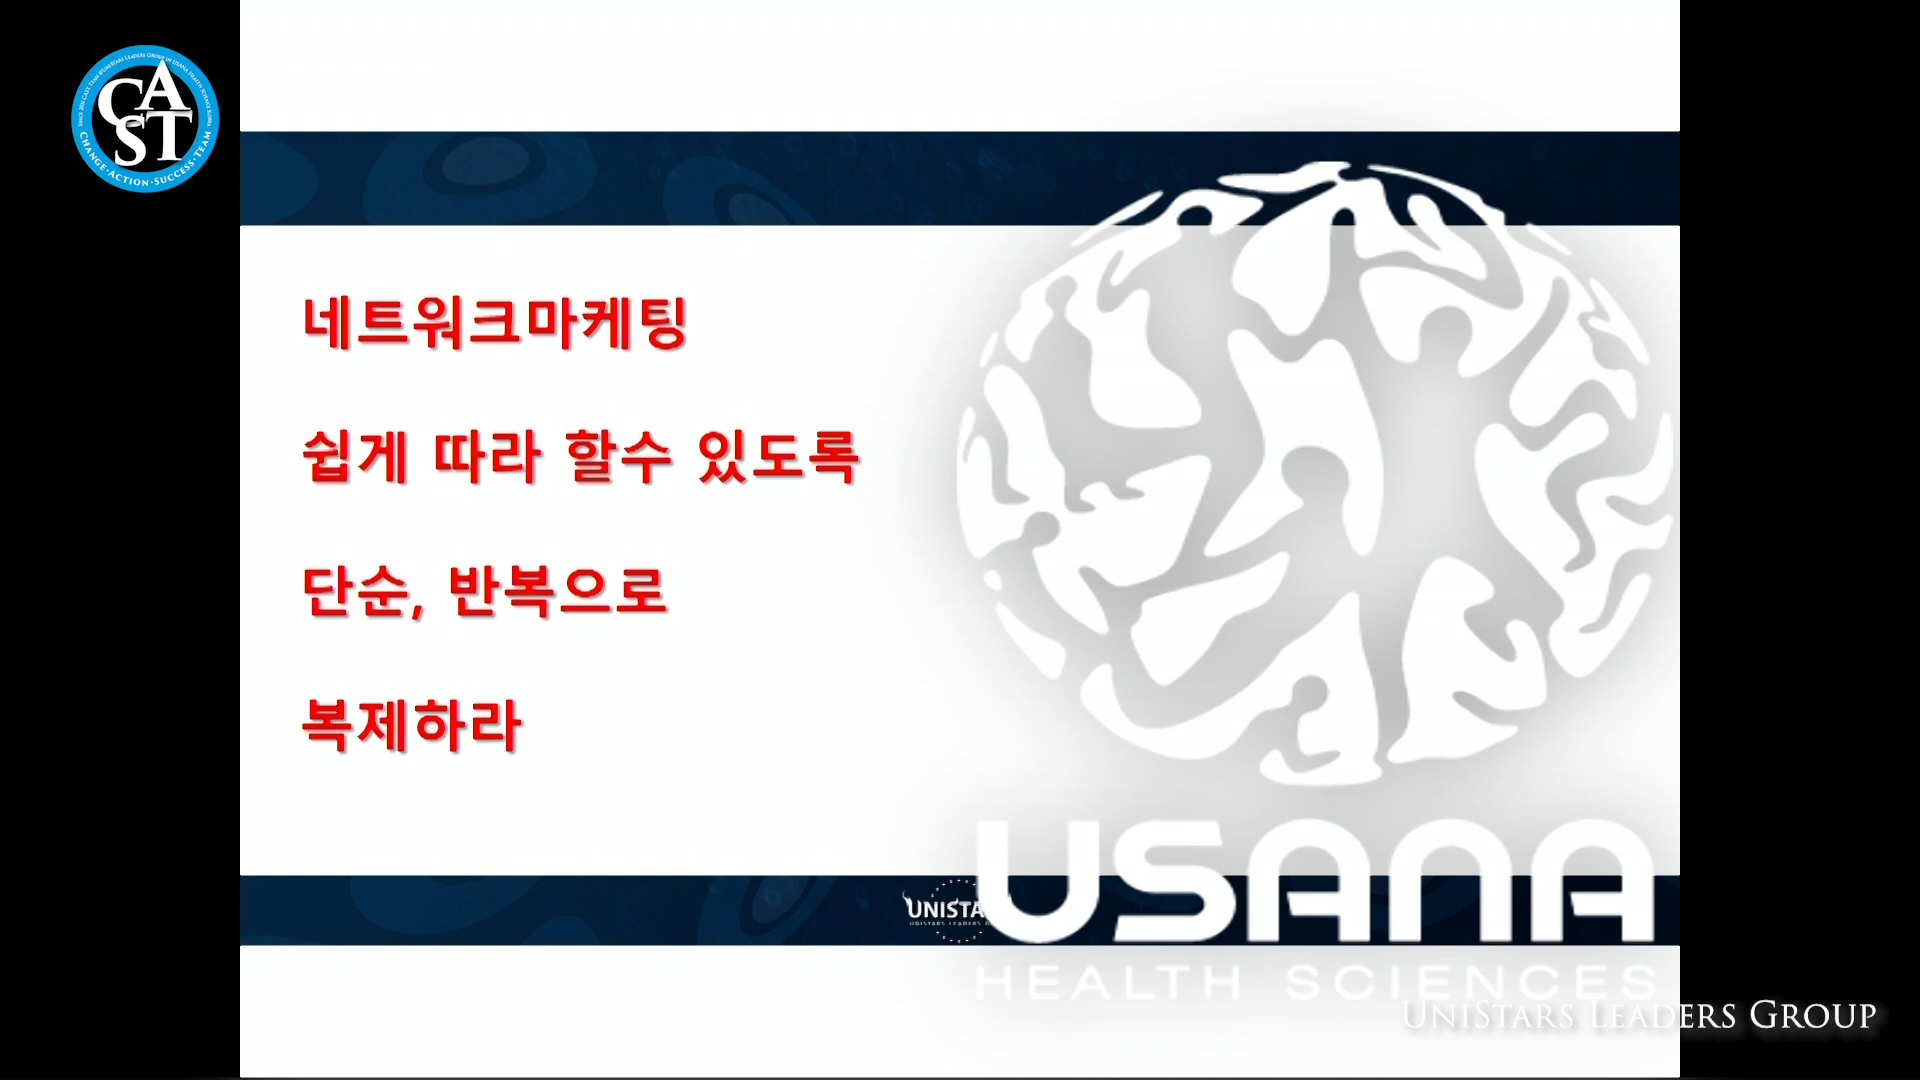 CAST
CHANGE · ACTION · SUCCESS · TEAM
네트워크마케팅
쉽게 따라 할수 있도록
단순, 반복으로
복제하라
USANA
HEALTH SCIENCES
UNISTARS LEADERS GROUP